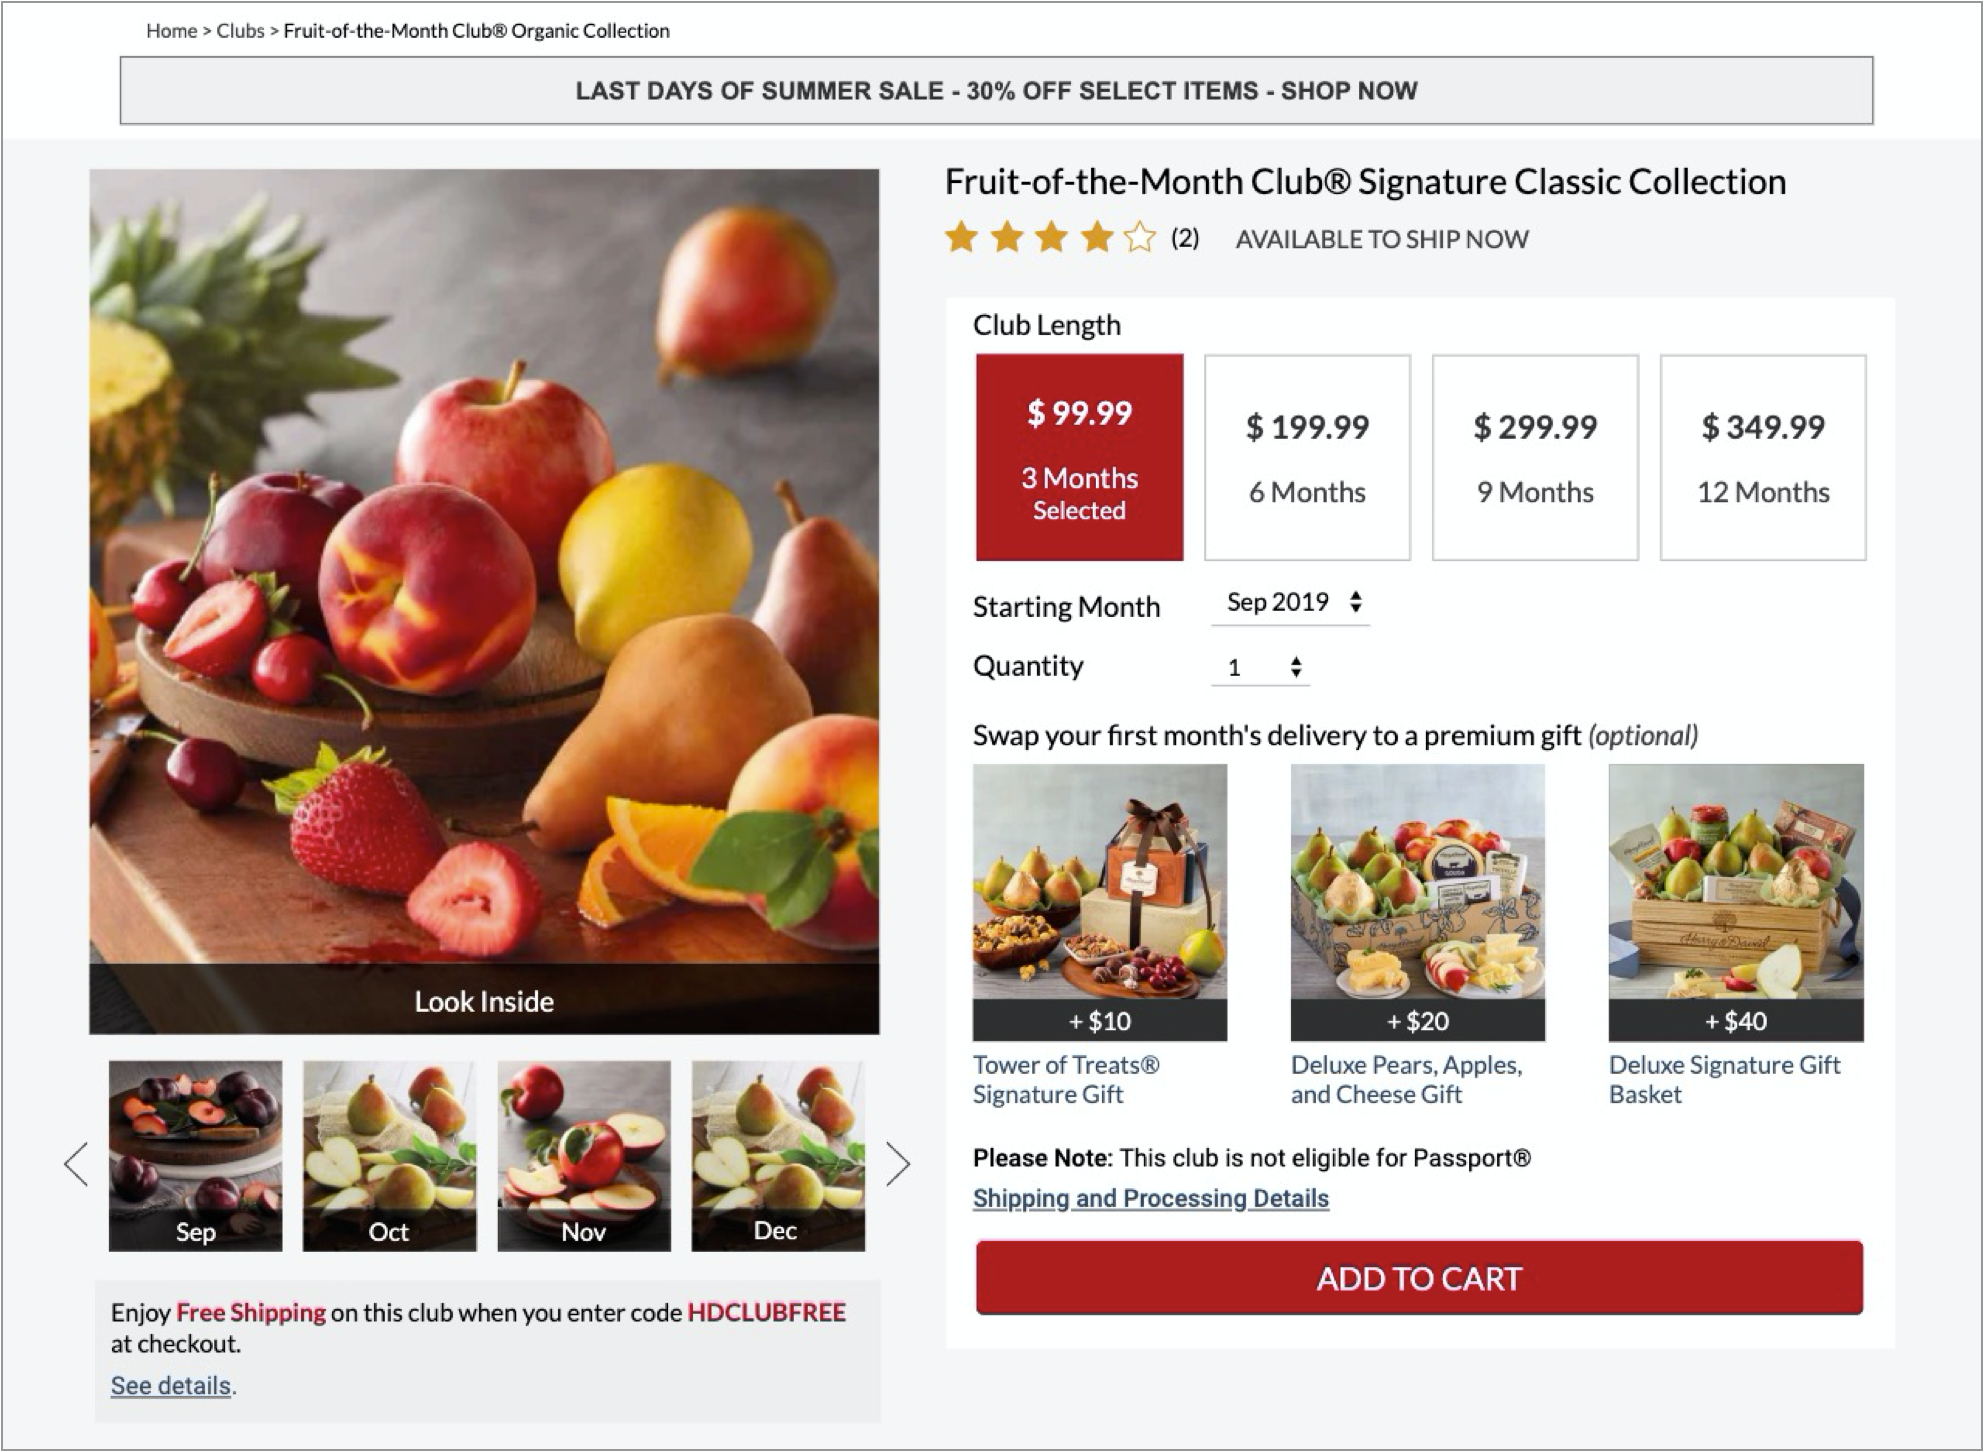 Home > Clubs > Fruit-of-the-Month Club® Organic Collection
LAST DAYS OF SUMMER SALE - 30% OFF SELECT ITEMS - SHOP NOW
Fruit-of-the-Month Club® Signature Classic Collection
(2) AVAILABLE TO SHIP NOW
Club Length
$ 99.99
3 Months
Selected
$ 199.99
6 Months
$ 299.99
9 Months
$ 349.99
12 Months
Starting Month Sep 2019
Quantity 1
Swap your first month's delivery to a premium gift (optional)
+ $10
Tower of Treats®
Signature Gift
+ $20
Deluxe Pears, Apples,
and Cheese Gift
Harry & David
+ $40
Deluxe Signature Gift
Basket
Please Note: This club is not eligible for Passport®
Shipping and Processing Details
ADD TO CART
Look Inside
Sep
Oct
Nov
Dec
Enjoy Free Shipping on this club when you enter code HDCLUBFREE
at checkout.
See details.